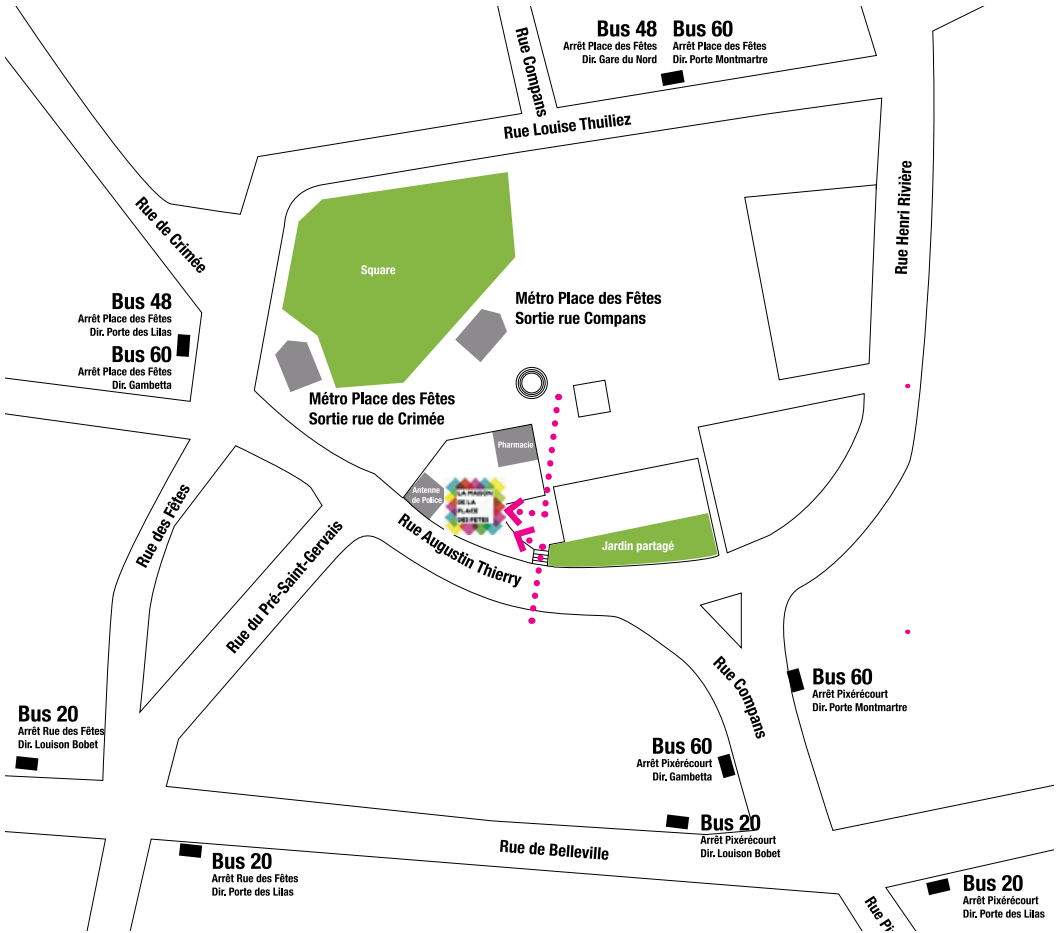 Bus 48
Arrêt Place des Fêtes
Dir. Gare du Nord
Bus 60
Arrêt Place des Fêtes
Dir. Porte Montmartre
Rue Compans
Rue Louise Thuiliez
Rue de Crimée
Rue Henri Rivière
Square
Bus 48
Arrêt Place des Fêtes
Dir. Porte des Lilas
Bus 60
Arrêt Place des Fêtes
Dir. Gambetta
Métro Place des Fêtes
Sortie rue Compans
Métro Place des Fêtes
Sortie rue de Crimée
Pharmacie
Antenne
de Police
LA MAISON
DE LA
PLACE
DES FETES
Rue Augustin Thierry
Jardin partagé
Rue des Fêtes
Rue du Pré-Saint-Gervais
Rue Compans
Bus 60
Arrêt Pixérécourt
Dir. Porte Montmartre
Bus 20
Arrêt Rue des Fêtes
Dir. Louison Bobet
Bus 60
Arrêt Pixérécourt
Dir. Gambetta
Bus 20
Arrêt Pixérécourt
Dir. Louison Bobet
Rue de Belleville
Bus 20
Arrêt Rue des Fêtes
Dir. Porte des Lilas
Bus 20
Arrêt Pixérécourt
Dir. Porte des Lilas
Rue